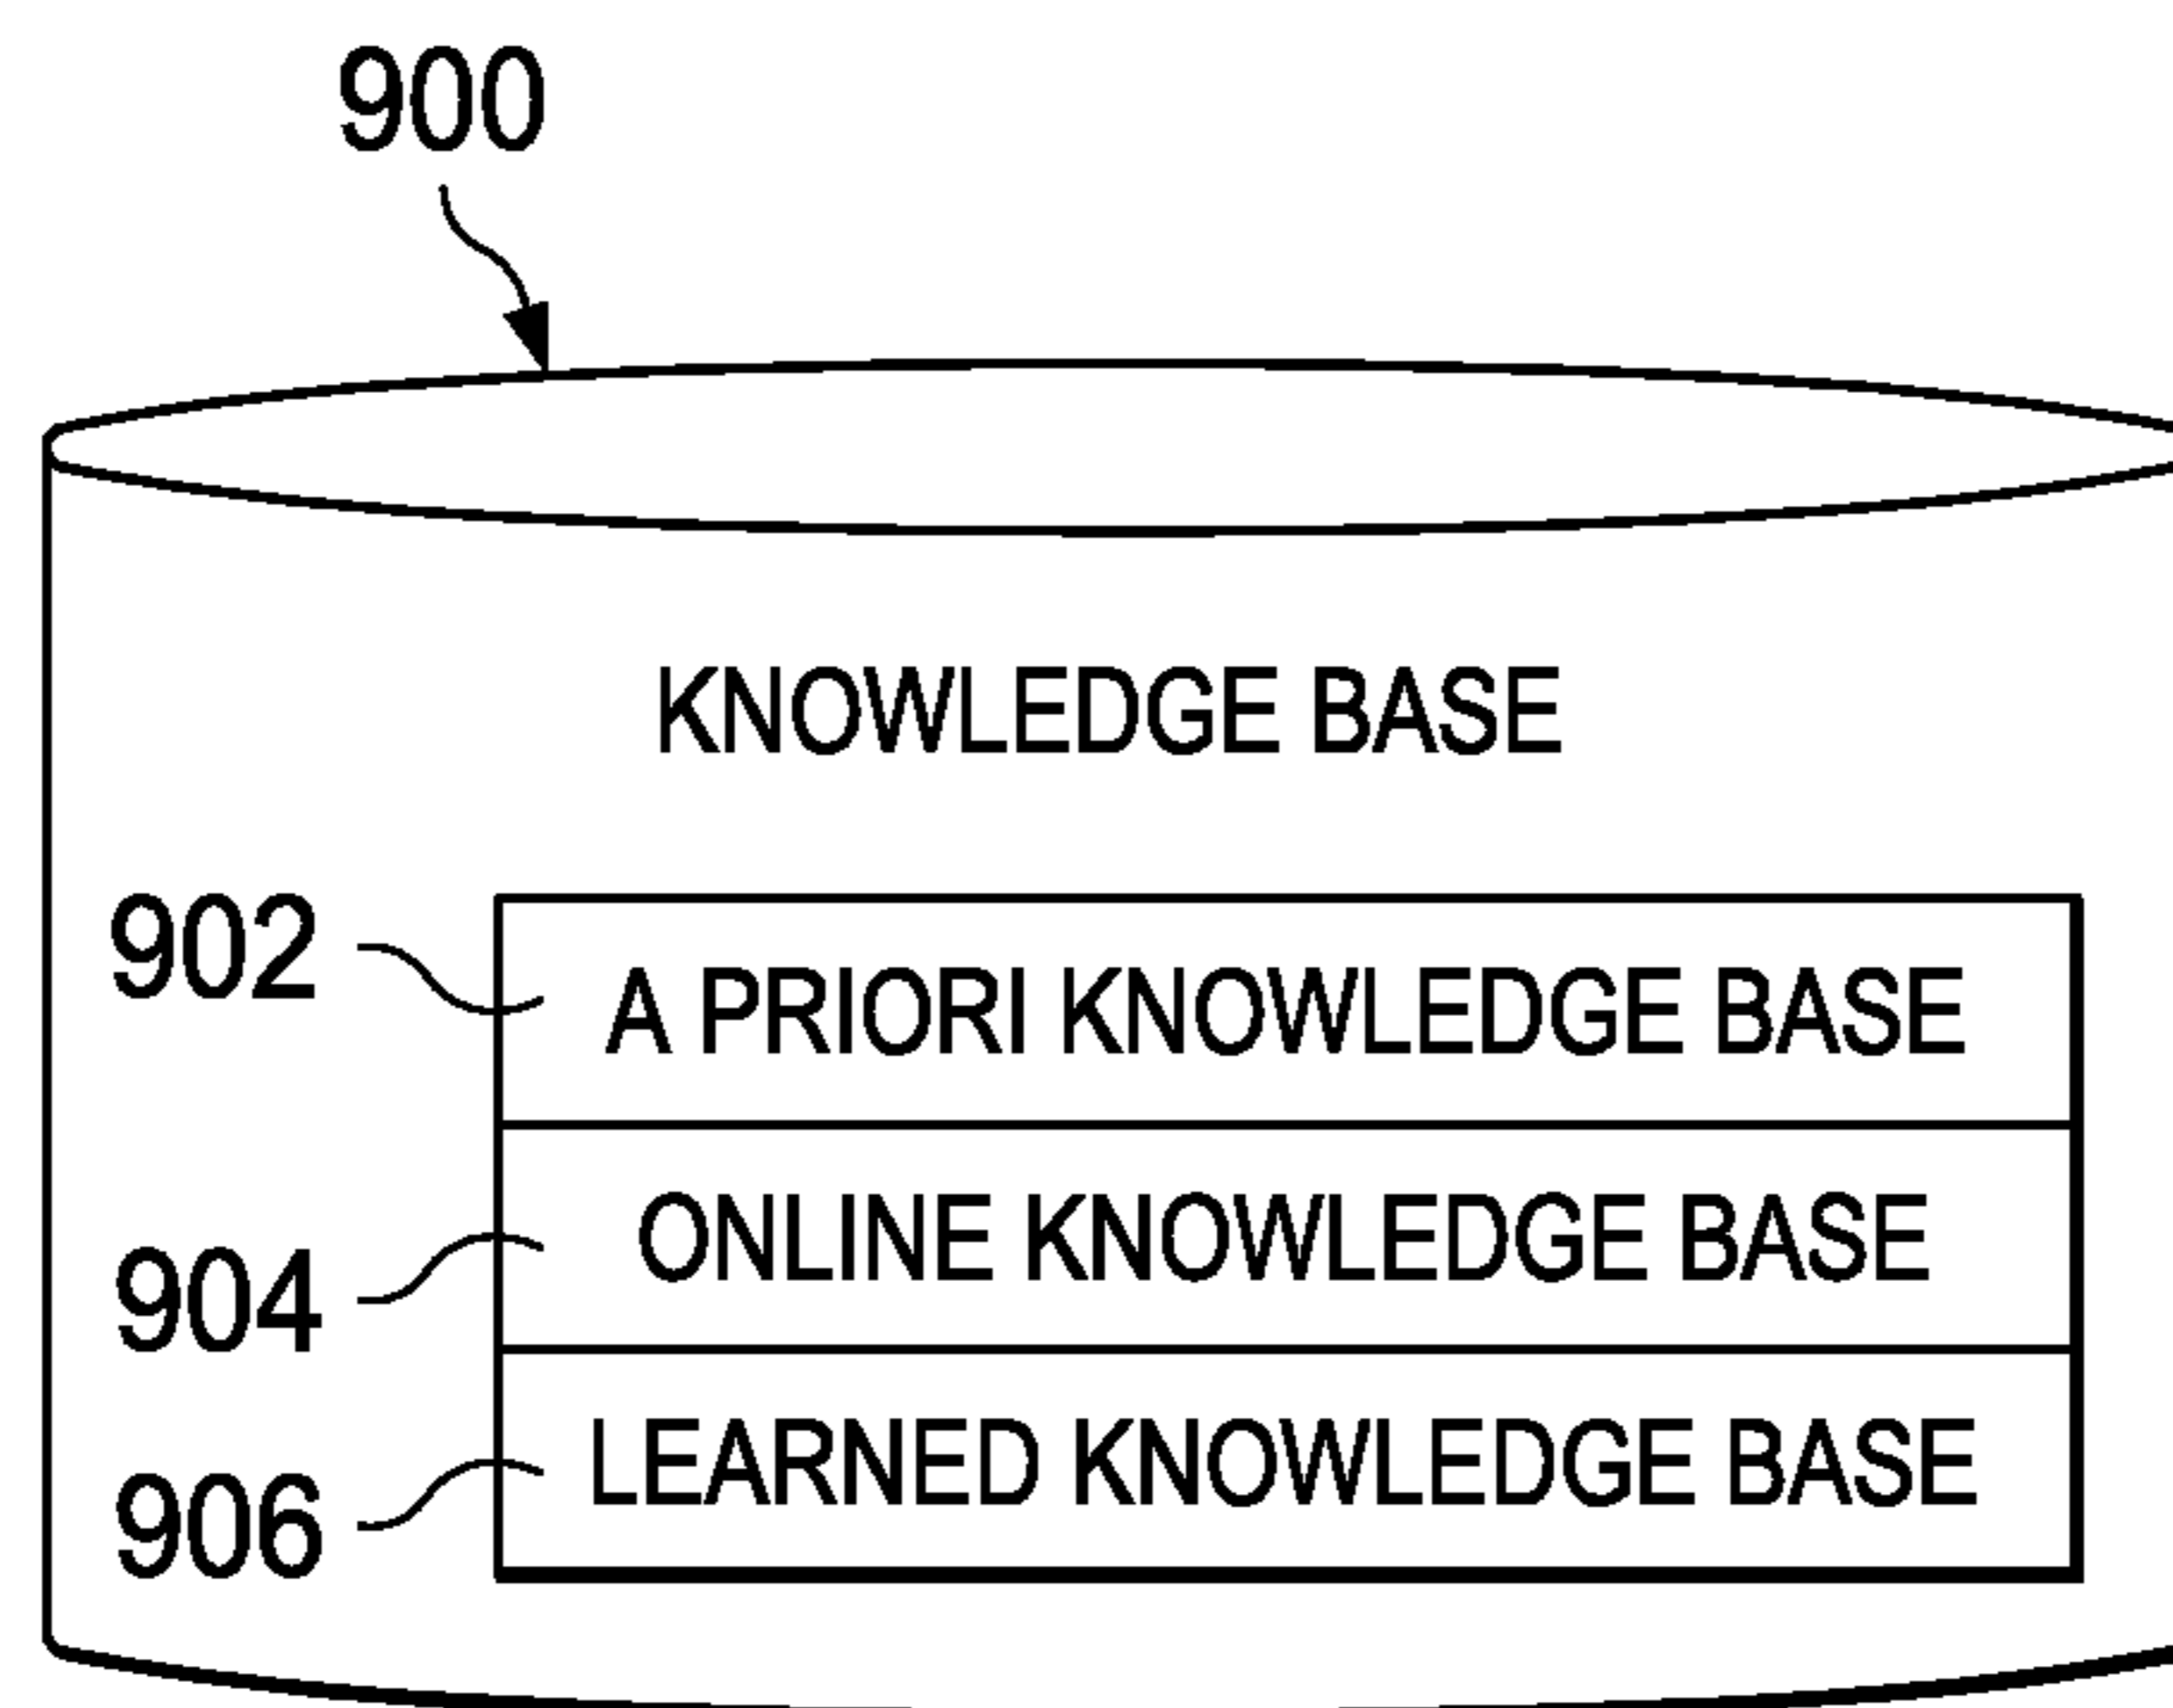 900
KNOWLEDGE BASE
902
A PRIORI KNOWLEDGE BASE
904
ONLINE KNOWLEDGE BASE
906
LEARNED KNOWLEDGE BASE